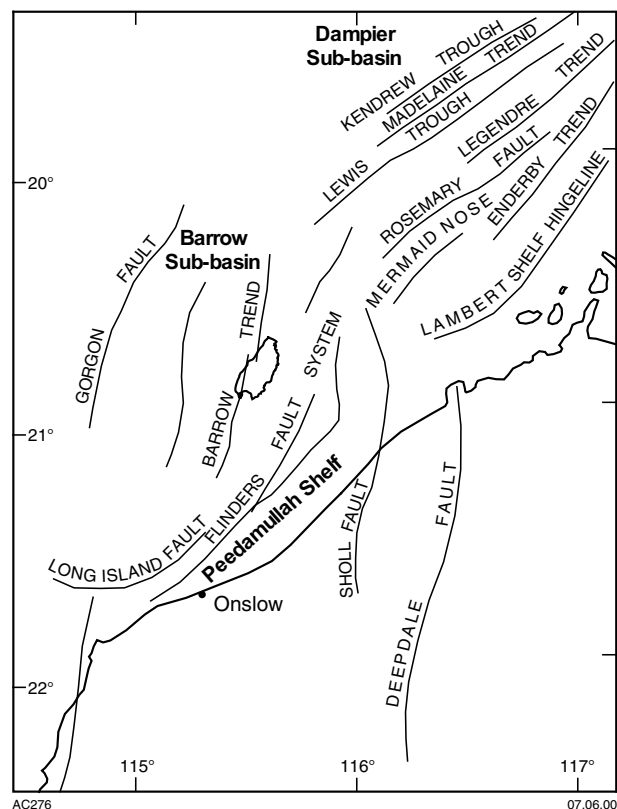 Dampier
Sub-basin
KENDREW TROUGH
MADELAINE TREND
LEWIS TROUGH
LEGENDRE TREND
ROSEMARY FAULT
MERMAID NOSE
ENDERBY TREND
LAMBERT SHELF HINGELINE
20°
Barrow
Sub-basin
GORGON FAULT
BARROW TREND
21°
FLINDERS FAULT SYSTEM
LONG ISLAND FAULT
Peedamullah Shelf
SHOLL FAULT
DEEPDALE FAULT
Onslow
22°
115°
116°
117°
AC276
07.06.00